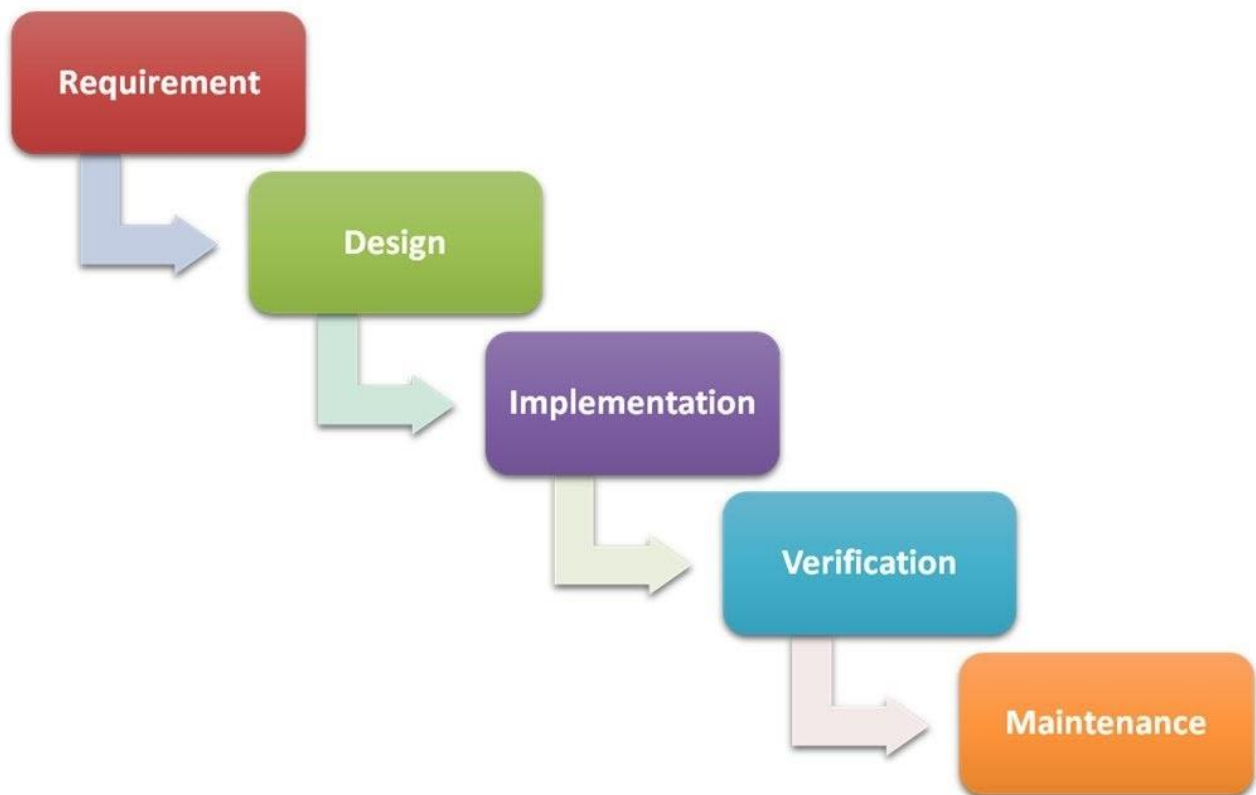 Requirement
Design
Implementation
Verification
Maintenance